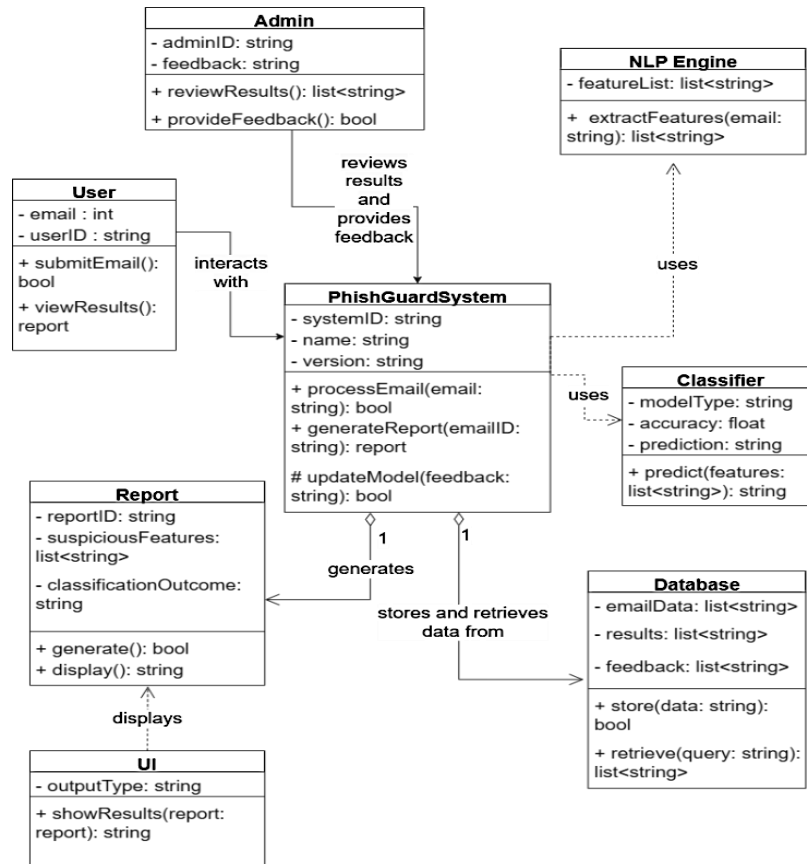 Admin
- adminID: string
- feedback: string
+ reviewResults(): list<string>
+ provideFeedback(): bool
NLP Engine
- featureList: list<string>
+ extractFeatures(email:
string): list<string>
reviews
results
and
provides
feedback
User
- email : int
- userID : string
+ submitEmail():
bool
+ viewResults():
report
interacts
with
uses
PhishGuardSystem
- systemID: string
- name: string
- version: string
+ processEmail(email:
string): bool
+ generateReport(emailID:
string): report
# updateModel(feedback:
string): bool
uses
Classifier
- modelType: string
- accuracy: float
- prediction: string
+ predict(features:
list<string>): string
Report
- reportID: string
- suspiciousFeatures:
list<string>
- classificationOutcome:
string
+ generate(): bool
+ display(): string
1
generates
1
stores and retrieves
data from
Database
- emailData: list<string>
- results: list<string>
- feedback: list<string>
+ store(data: string):
bool
+ retrieve(query: string):
list<string>
displays
UI
- outputType: string
+ showResults(report:
report): string